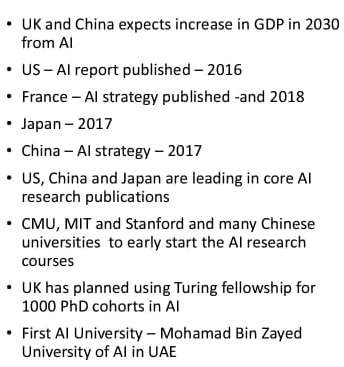 • UK and China expects increase in GDP in 2030
from AI
• US – AI report published – 2016
• France – AI strategy published -and 2018
• Japan – 2017
• China – AI strategy – 2017
• US, China and Japan are leading in core AI
research publications
• CMU, MIT and Stanford and many Chinese
universities  to early start the AI research
courses
• UK has planned using Turing fellowship for
1000 PhD cohorts in AI
• First AI University – Mohamad Bin Zayed
University of AI in UAE